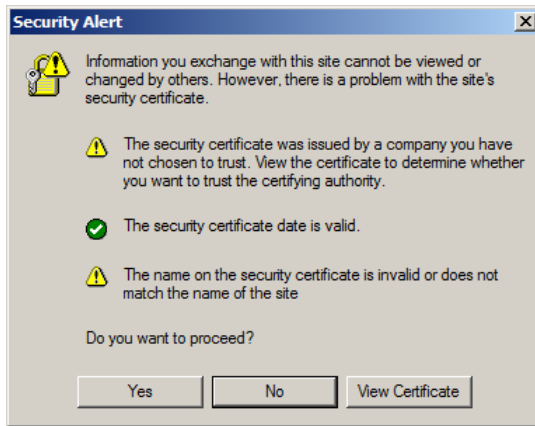 Security Alert
Information you exchange with this site cannot be viewed or
changed by others. However, there is a problem with the site's
security certificate.
The security certificate was issued by a company you have
not chosen to trust. View the certificate to determine whether
you want to trust the certifying authority.
The security certificate date is valid.
The name on the security certificate is invalid or does not
match the name of the site
Do you want to proceed?
Yes No View Certificate